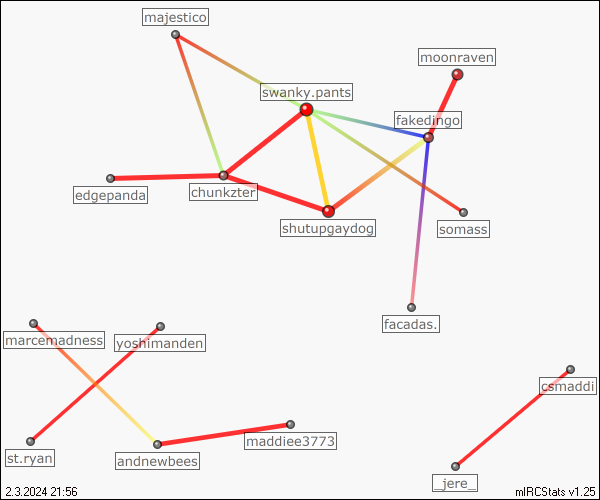 majestico
moonraven
swanky.pants
fakedingo
edgepanda
chunkzter
shutupgaydog
somass
facadas.
marcemadness
yoshimanden
csmaddi
st.ryan
andnewbees
maddiee3773
_jere_
2.3.2024 21:56
mIRCStats v1.25